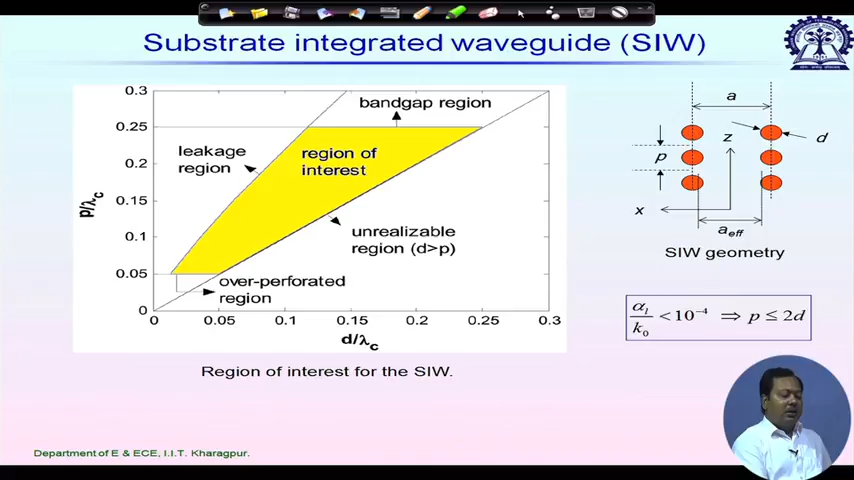 Substrate integrated waveguide (SIW)
0.3
0.25
0.2
0.15
0.1
0.05
0
p/λc
bandgap region
leakage
region
region of
interest
unrealizable
region (d>p)
over-perforated
region
0
0.05
0.1
0.15
0.2
0.25
0.3
d/λc
Region of interest for the SIW.
a
d
z
p
x
aeff
SIW geometry
αl/k0 < 10⁻⁴ ⇒ p ≤ 2d
Department of E & ECE, I.I.T. Kharagpur.